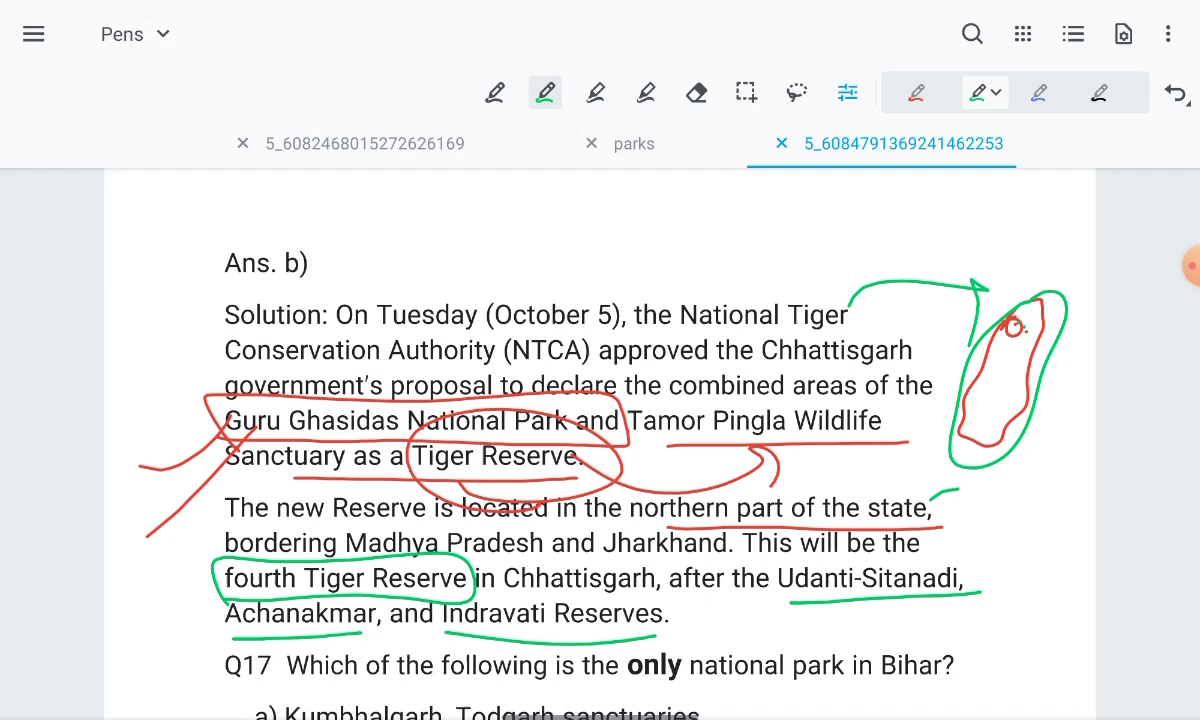 Pens
5_6082468015272626169
parks
5_6084791369241462253
Ans. b)
Solution: On Tuesday (October 5), the National Tiger
Conservation Authority (NTCA) approved the Chhattisgarh
government's proposal to declare the combined areas of the
Guru Ghasidas National Park and Tamor Pingla Wildlife
Sanctuary as a Tiger Reserve.
The new Reserve is located in the northern part of the state,
bordering Madhya Pradesh and Jharkhand. This will be the
fourth Tiger Reserve in Chhattisgarh, after the Udanti-Sitanadi,
Achanakmar, and Indravati Reserves.
Q17 Which of the following is the only national park in Bihar?
a) Kumbhalgarh, Todgarh sanctuaries